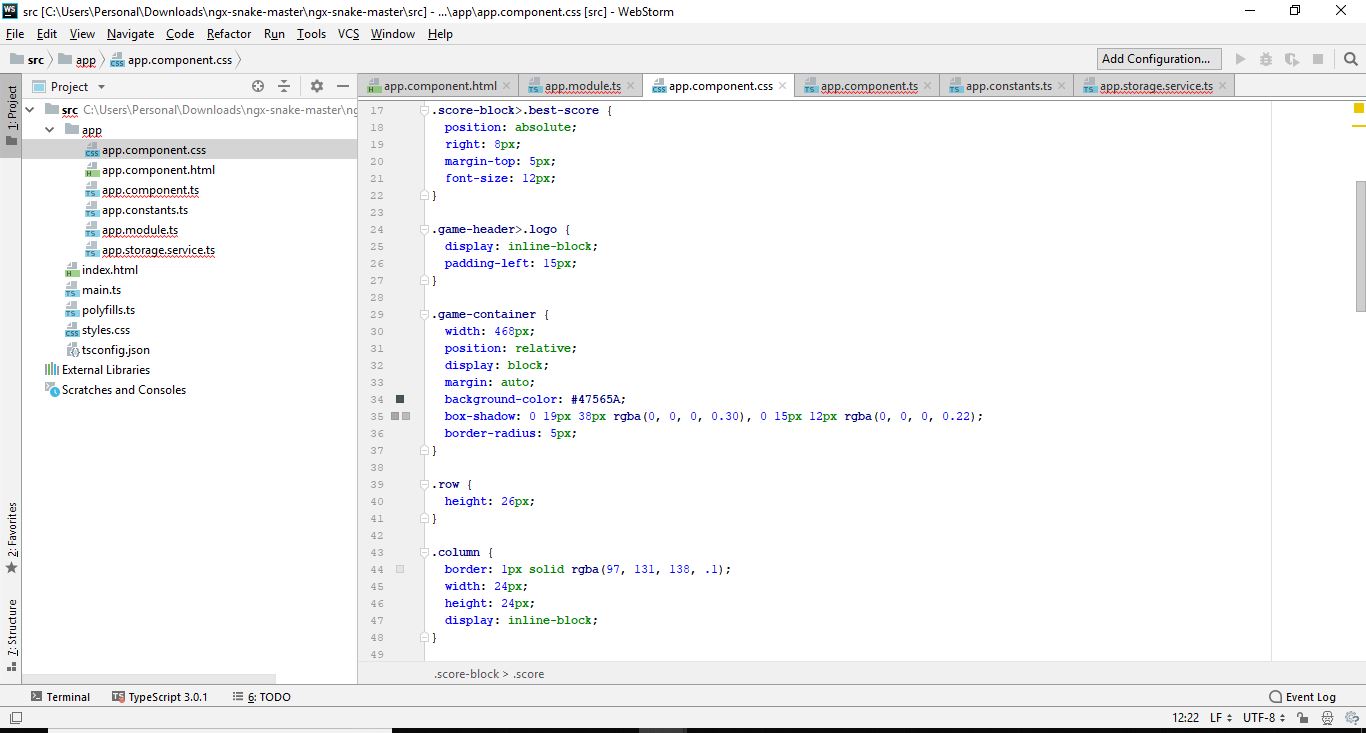 WS src [C:\Users\Personal\Downloads\ngx-snake-master\ngx-snake-master\src] - ...\app\app.component.css [src] - WebStorm
File Edit View Navigate Code Refactor Run Tools VCS Window Help
src app app.component.css Add Configuration...
1: Project
Project
app.component.html app.module.ts app.component.css app.component.ts app.constants.ts app.storage.service.ts
src C:\Users\Personal\Downloads\ngx-snake-master\ng
app
app.component.css
app.component.html
app.component.ts
app.constants.ts
app.module.ts
app.storage.service.ts
index.html
main.ts
polyfills.ts
styles.css
tsconfig.json
External Libraries
Scratches and Consoles
2: Favorites
7: Structure
17 .score-block>.best-score {
18 position: absolute;
19 right: 8px;
20 margin-top: 5px;
21 font-size: 12px;
22 }
23
24 .game-header>.logo {
25 display: inline-block;
26 padding-left: 15px;
27 }
28
29 .game-container {
30 width: 468px;
31 position: relative;
32 display: block;
33 margin: auto;
34 background-color: #47565A;
35 box-shadow: 0 19px 38px rgba(0, 0, 0, 0.30), 0 15px 12px rgba(0, 0, 0, 0.22);
36 border-radius: 5px;
37 }
38
39 .row {
40 height: 26px;
41 }
42
43 .column {
44 border: 1px solid rgba(97, 131, 138, .1);
45 width: 24px;
46 height: 24px;
47 display: inline-block;
48 }
49
.score-block > .score
Terminal TypeScript 3.0.1 6: TODO Event Log
12:22 LF UTF-8